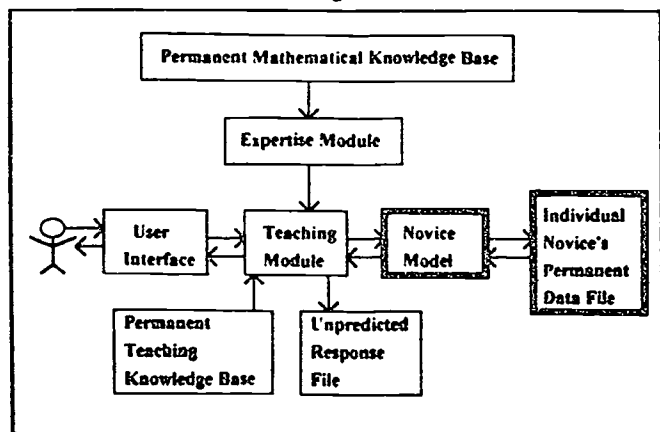 Permanent Mathematical Knowledge Base
Expertise Module
User
Interface
Teaching
Module
Novice
Model
Individual
Novice's
Permanent
Data File
Permanent
Teaching
Knowledge Base
Unpredicted
Response
File